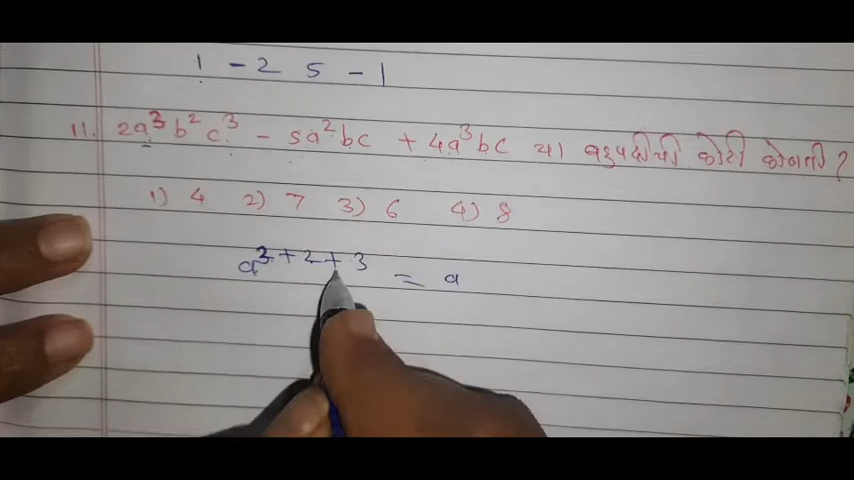 1 -2 5 -1
11. 2a³b²c³ - 5a²bc + 4a³bc या बहुपदीची कोटी कोणती?
1) 4 2) 7 3) 6 4) 8
a³⁺²⁺³ = a